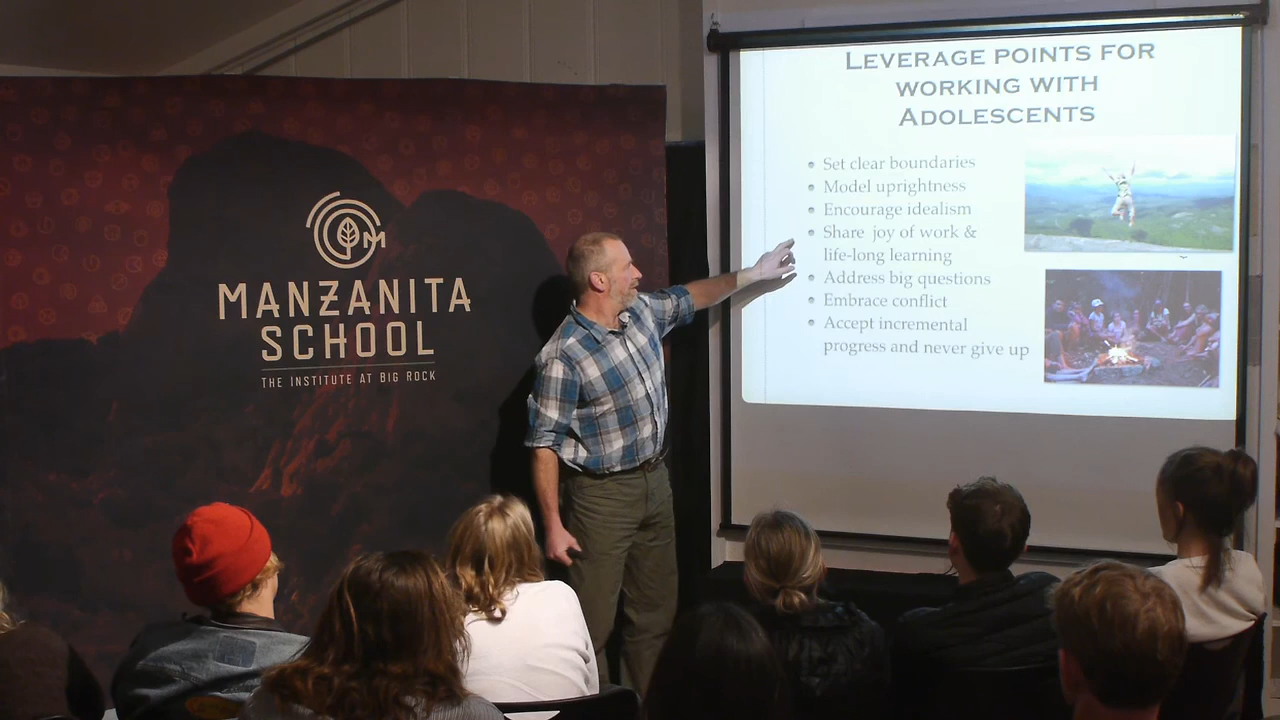 M
MANZANITA
SCHOOL
THE INSTITUTE AT BIG ROCK
LEVERAGE POINTS FOR
WORKING WITH
ADOLESCENTS
• Set clear boundaries
• Model uprightness
• Encourage idealism
• Share joy of work &
life-long learning
• Address big questions
• Embrace conflict
• Accept incremental
progress and never give up